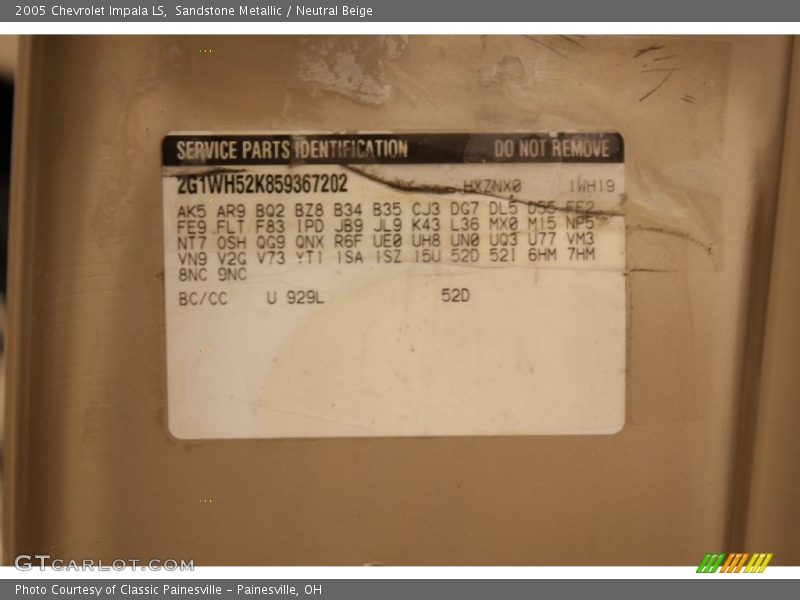 2005 Chevrolet Impala LS, Sandstone Metallic / Neutral Beige
SERVICE PARTS IDENTIFICATION DO NOT REMOVE
2G1WH52K859367202 HXZNX0 1WH19
AK5 AR9 BQ2 BZ8 B34 B35 CJ3 DG7 DL5 DS5 FE2
FE9 FLT F83 IPD JB9 JL9 K43 L36 MX0 M15 NP5
NT7 OSH QG9 QNX R6F UE0 UH8 UN0 UQ3 U77 VM3
VN9 V2G V73 YT1 1SA 1SZ 15U 52D 52I 6HM 7HM
8NC 9NC
BC/CC U 929L 52D
GTCARLOT.COM
Photo Courtesy of Classic Painesville – Painesville, OH